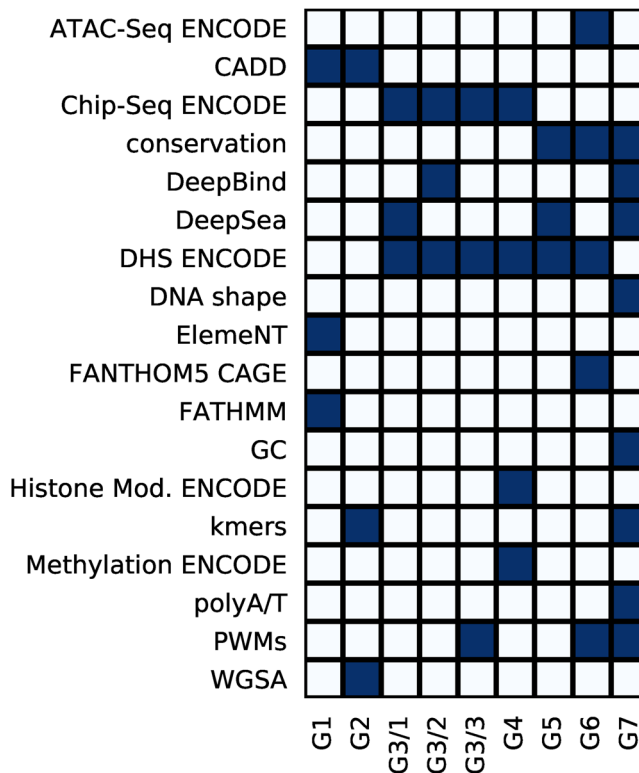 ATAC-Seq ENCODE
CADD
Chip-Seq ENCODE
conservation
DeepBind
DeepSea
DHS ENCODE
DNA shape
ElemeNT
FANTHOM5 CAGE
FATHMM
GC
Histone Mod. ENCODE
kmers
Methylation ENCODE
polyA/T
PWMs
WGSA
G1
G2
G3/1
G3/2
G3/3
G4
G5
G6
G7